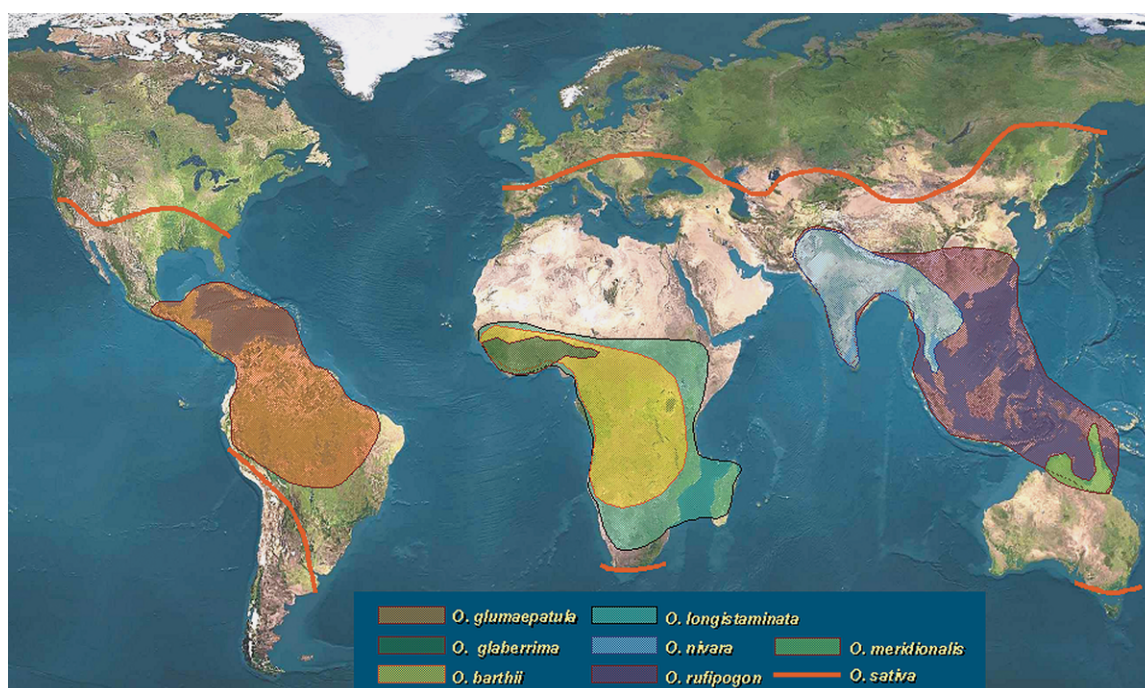 O. glumaepatula
O. glaberrima
O. barthii
O. longistaminata
O. nivara
O. rufipogon
O. meridionalis
O. sativa